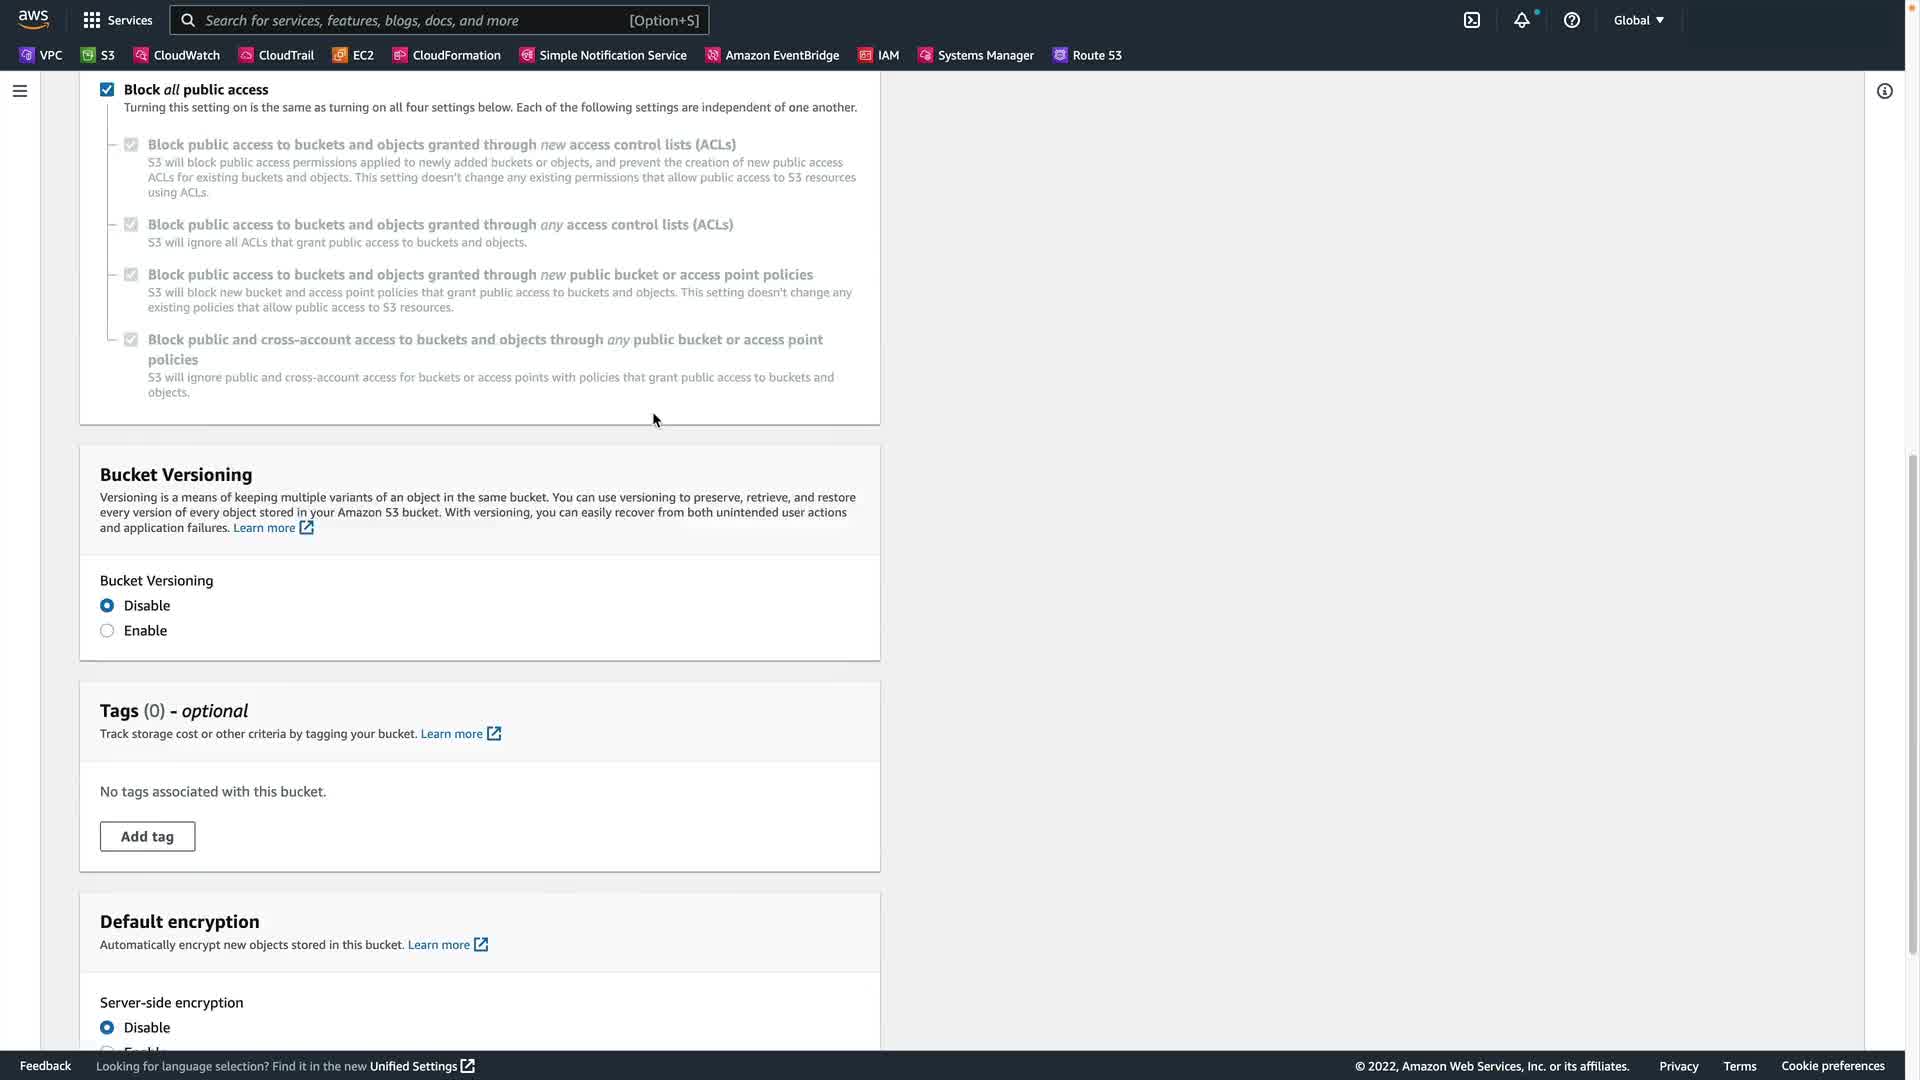 aws Services Search for services, features, blogs, docs, and more [Option+S] Global
VPC S3 CloudWatch CloudTrail EC2 CloudFormation Simple Notification Service Amazon EventBridge IAM Systems Manager Route 53
Block all public access
Turning this setting on is the same as turning on all four settings below. Each of the following settings are independent of one another.
Block public access to buckets and objects granted through new access control lists (ACLs)
S3 will block public access permissions applied to newly added buckets or objects, and prevent the creation of new public access
ACLs for existing buckets and objects. This setting doesn't change any existing permissions that allow public access to S3 resources
using ACLs.
Block public access to buckets and objects granted through any access control lists (ACLs)
S3 will ignore all ACLs that grant public access to buckets and objects.
Block public access to buckets and objects granted through new public bucket or access point policies
S3 will block new bucket and access point policies that grant public access to buckets and objects. This setting doesn't change any
existing policies that allow public access to S3 resources.
Block public and cross-account access to buckets and objects through any public bucket or access point
policies
S3 will ignore public and cross-account access for buckets or access points with policies that grant public access to buckets and
objects.
Bucket Versioning
Versioning is a means of keeping multiple variants of an object in the same bucket. You can use versioning to preserve, retrieve, and restore
every version of every object stored in your Amazon S3 bucket. With versioning, you can easily recover from both unintended user actions
and application failures. Learn more
Bucket Versioning
Disable
Enable
Tags (0) - optional
Track storage cost or other criteria by tagging your bucket. Learn more
No tags associated with this bucket.
Add tag
Default encryption
Automatically encrypt new objects stored in this bucket. Learn more
Server-side encryption
Disable
Feedback Looking for language selection? Find it in the new Unified Settings © 2022, Amazon Web Services, Inc. or its affiliates. Privacy Terms Cookie preferences